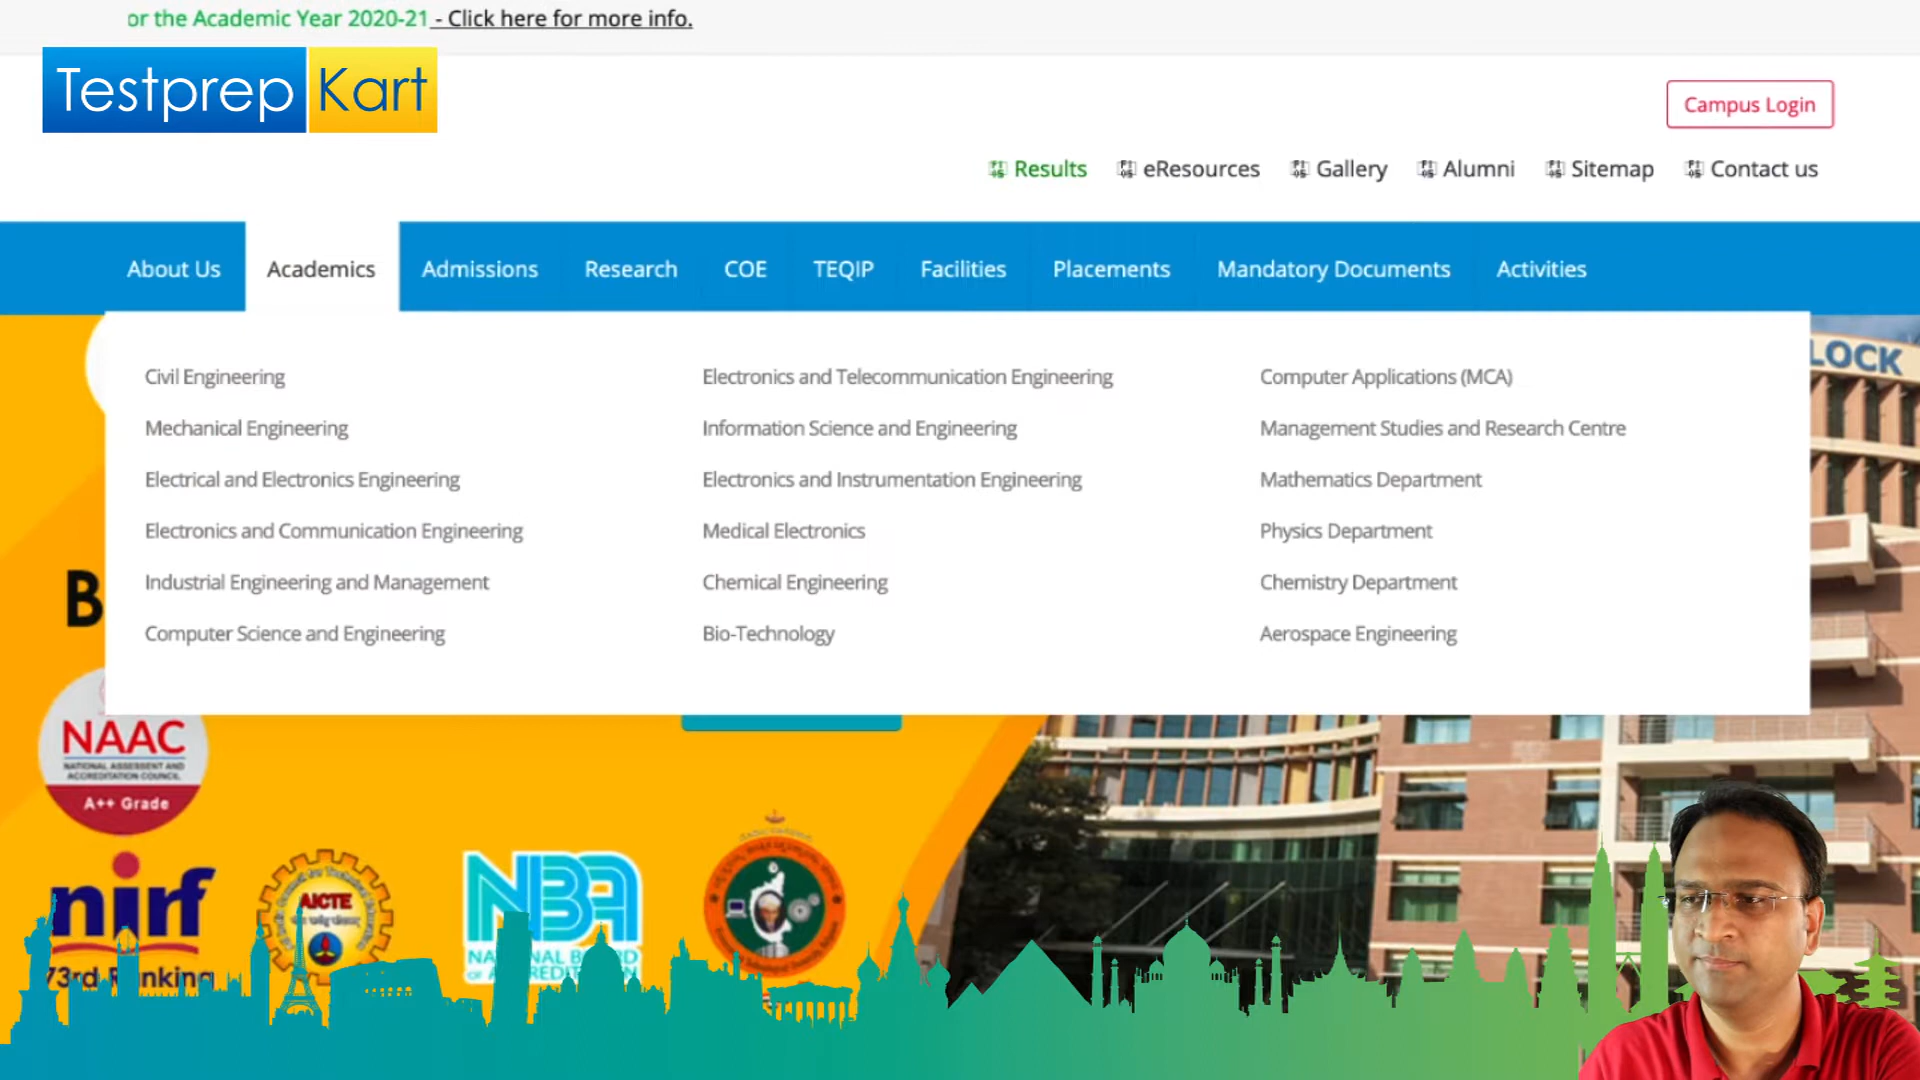 or the Academic Year 2020-21 - Click here for more info.
Testprep Kart
Campus Login
Results eResources Gallery Alumni Sitemap Contact us
About Us Academics Admissions Research COE TEQIP Facilities Placements Mandatory Documents Activities
Civil Engineering
Mechanical Engineering
Electrical and Electronics Engineering
Electronics and Communication Engineering
Industrial Engineering and Management
Computer Science and Engineering
Electronics and Telecommunication Engineering
Information Science and Engineering
Electronics and Instrumentation Engineering
Medical Electronics
Chemical Engineering
Bio-Technology
Computer Applications (MCA)
Management Studies and Research Centre
Mathematics Department
Physics Department
Chemistry Department
Aerospace Engineering
LOCK
B
NAAC
NATIONAL ASSESSMENT AND
ACCREDITATION COUNCIL
A++ Grade
nirf
73rd
AICTE
NBA